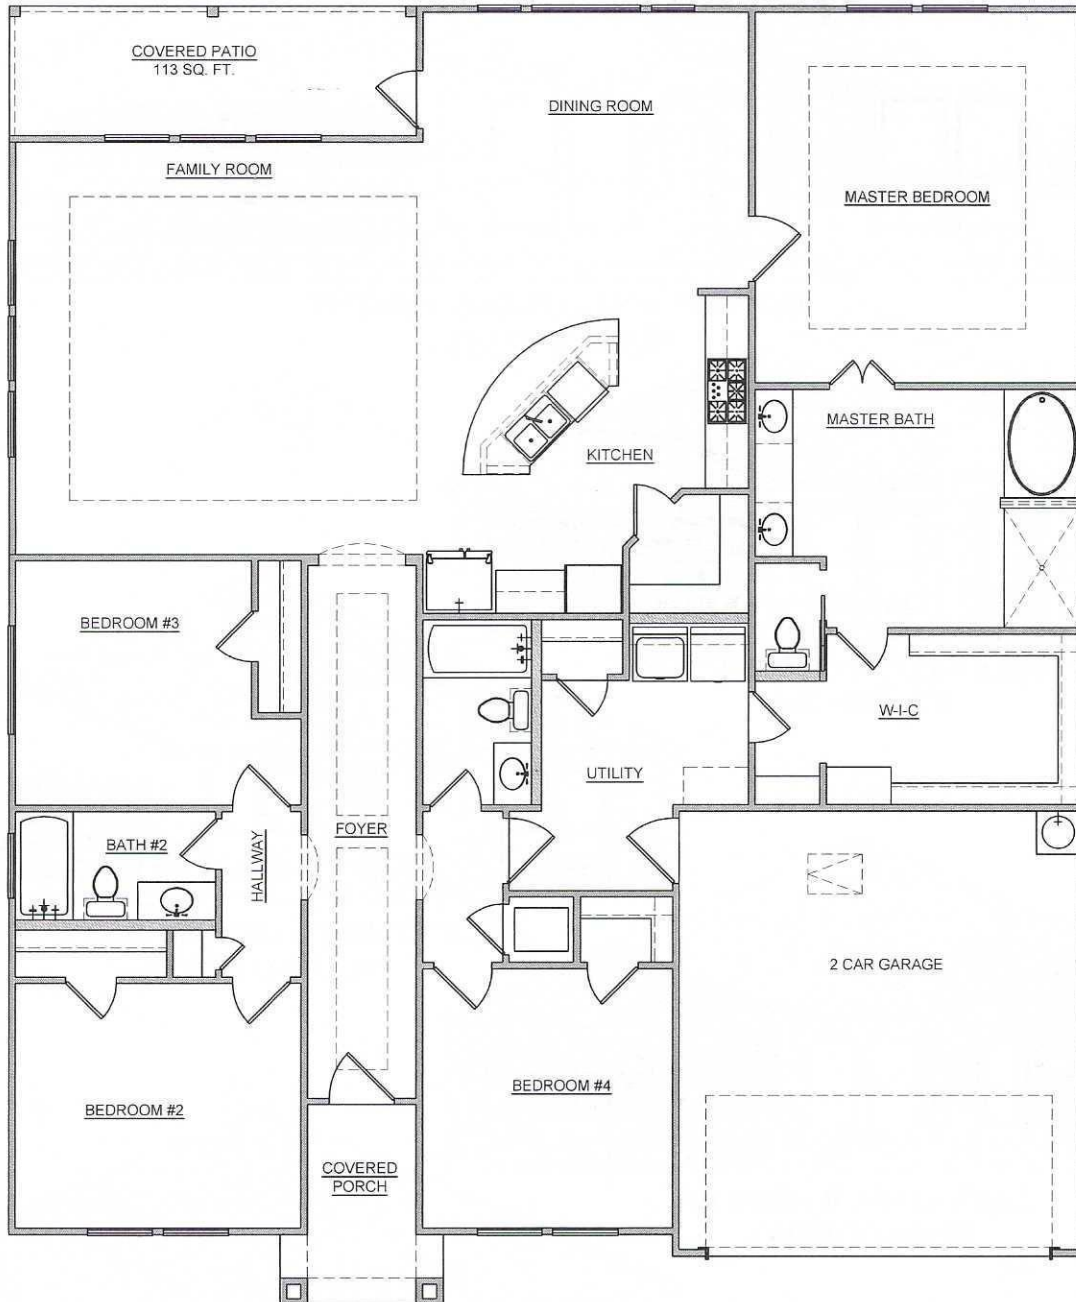 COVERED PATIO
113 SQ. FT.
DINING ROOM
FAMILY ROOM
MASTER BEDROOM
MASTER BATH
KITCHEN
BEDROOM #3
W-I-C
UTILITY
FOYER
HALLWAY
BATH #2
2 CAR GARAGE
BEDROOM #4
BEDROOM #2
COVERED
PORCH